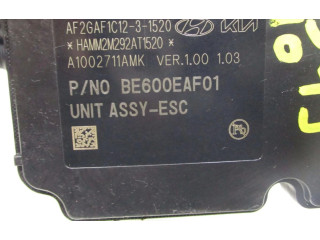 AF2GAF1C12-3-1520
*HAMM2M292AT1520
A1002711AMK VER.1.00 1.03
P/NO BE600EAF01
UNIT ASSY-ESC